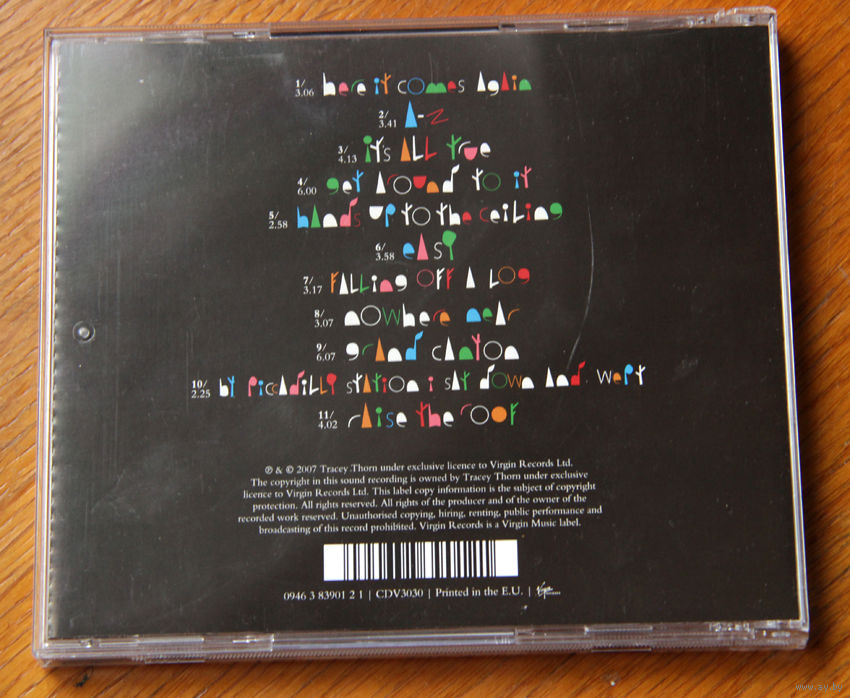 1/ 3.06 here it comes again
2/ 3.41 A-Z
3/ 4.13 it's ALL true
4/ 6.00 get around to it
5/ 2.58 hands up to the ceiling
6/ 3.58 easy
7/ 3.17 FALLing OFF A LOg
8/ 3.07 nowhere near
9/ 6.07 grand canyon
10/ 2.25 by piccadilly station i sat down and wept
11/ 4.02 raise the roof
℗ & © 2007 Tracey Thorn under exclusive licence to Virgin Records Ltd.
The copyright in this sound recording is owned by Tracey Thorn under exclusive
licence to Virgin Records Ltd. This label copy information is the subject of copyright
protection. All rights reserved. All rights of the producer and of the owner of the
recorded work reserved. Unauthorised copying, hiring, renting, public performance and
broadcasting of this record prohibited. Virgin Records is a Virgin Music label.
0946 3 83901 2 1 | CDV3030 | Printed in the E.U. | Virgin